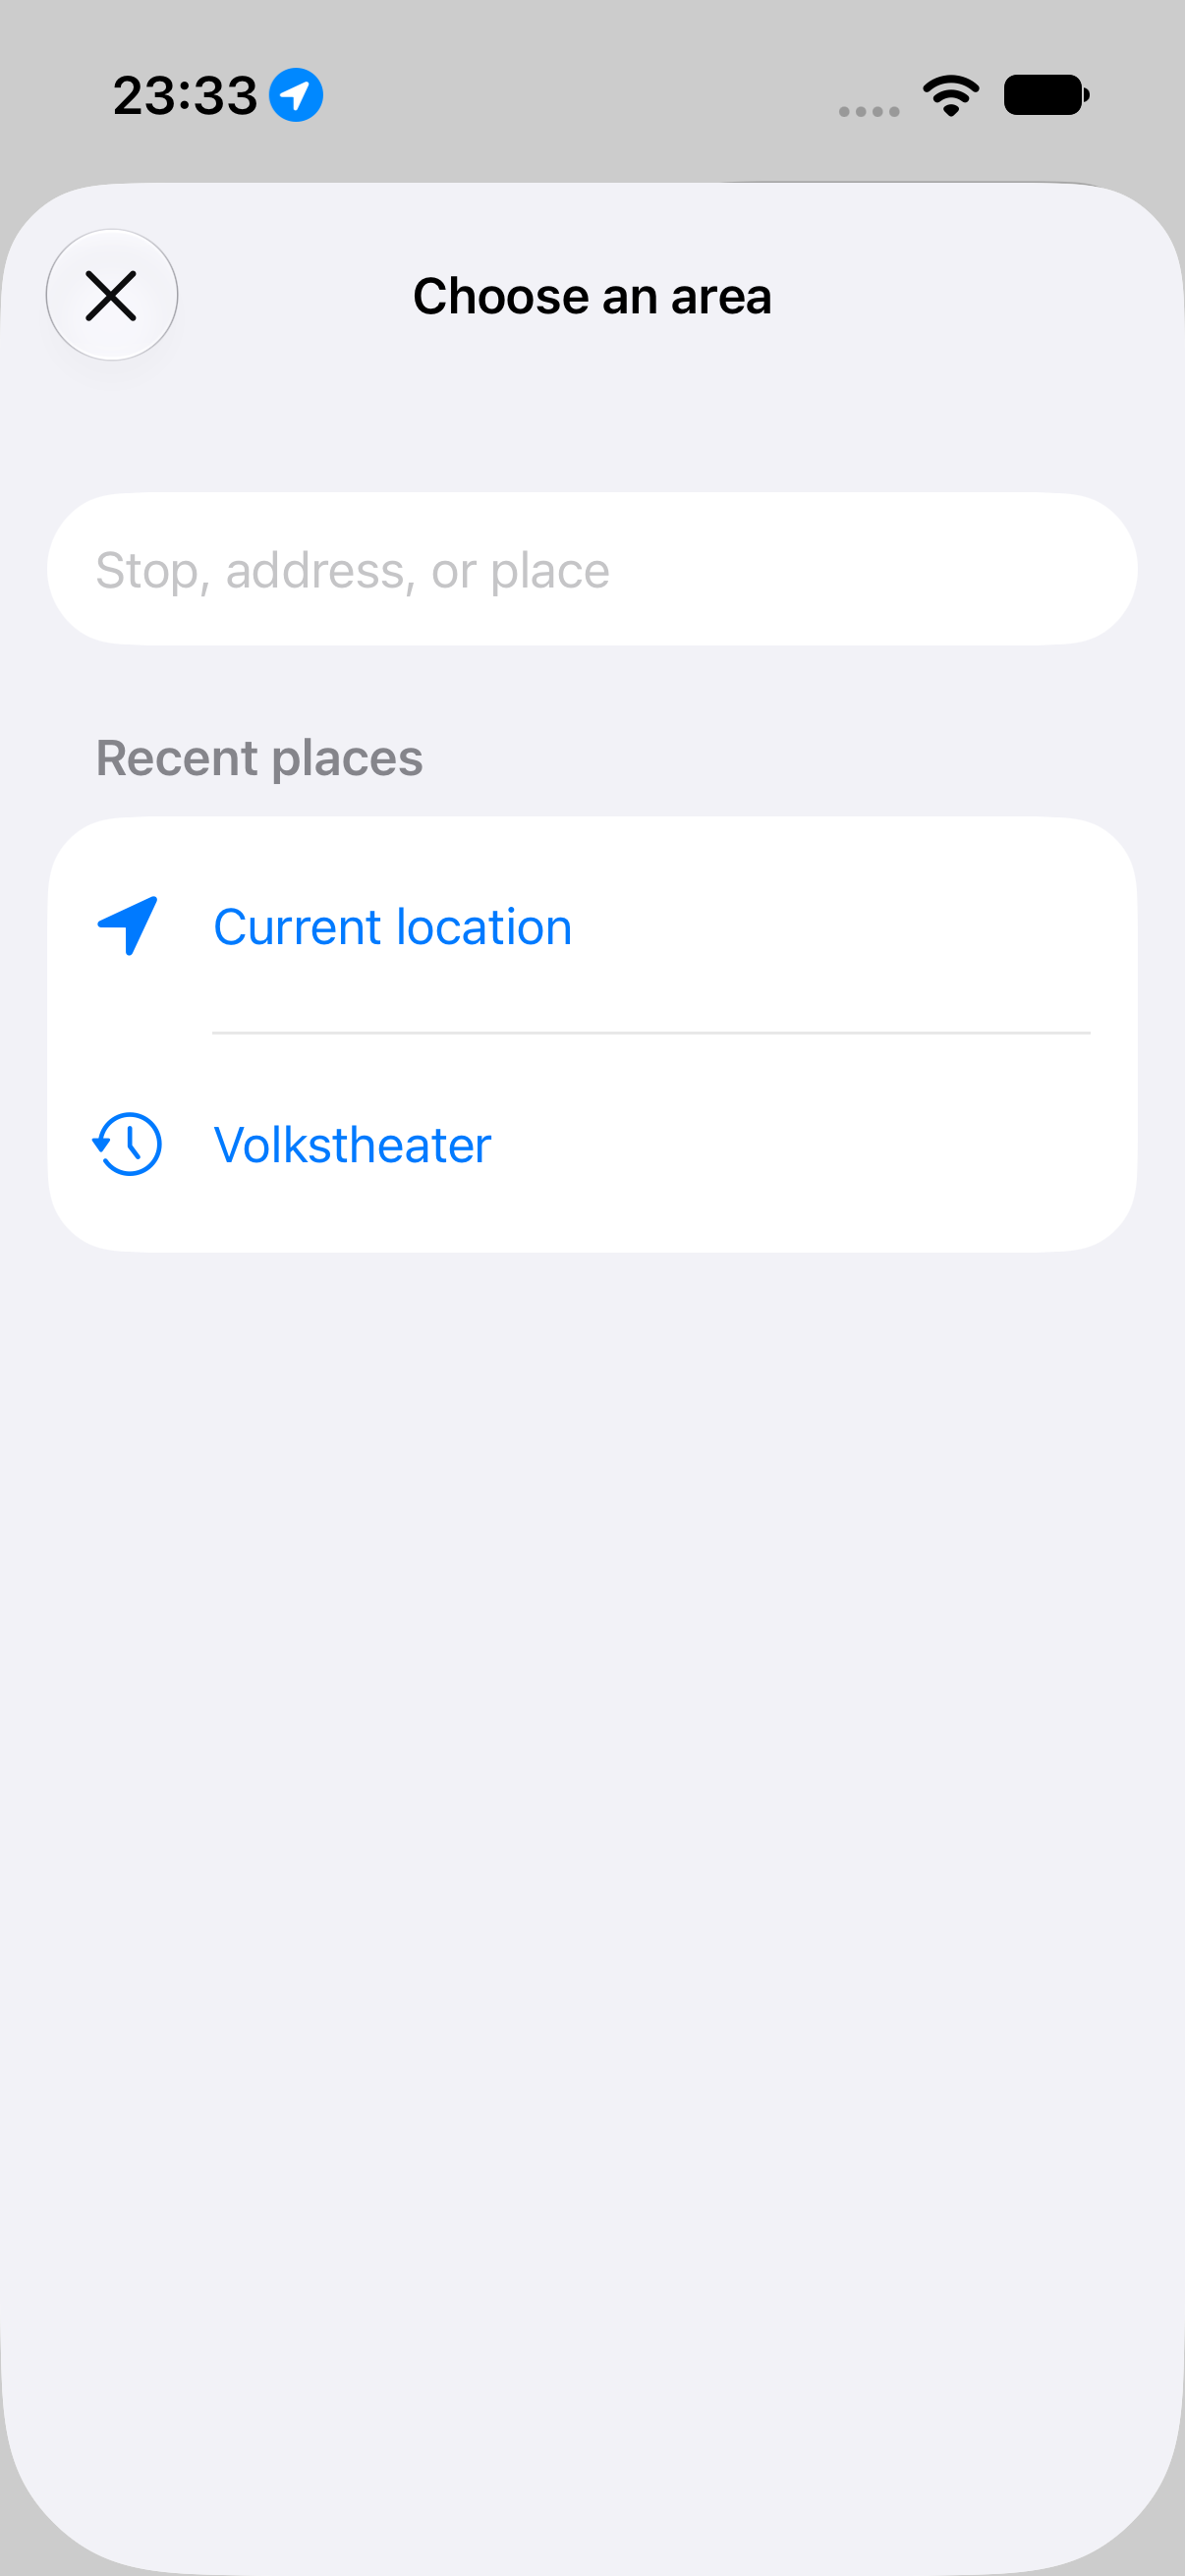 23:33
Choose an area
Stop, address, or place
Recent places
Current location
Volkstheater